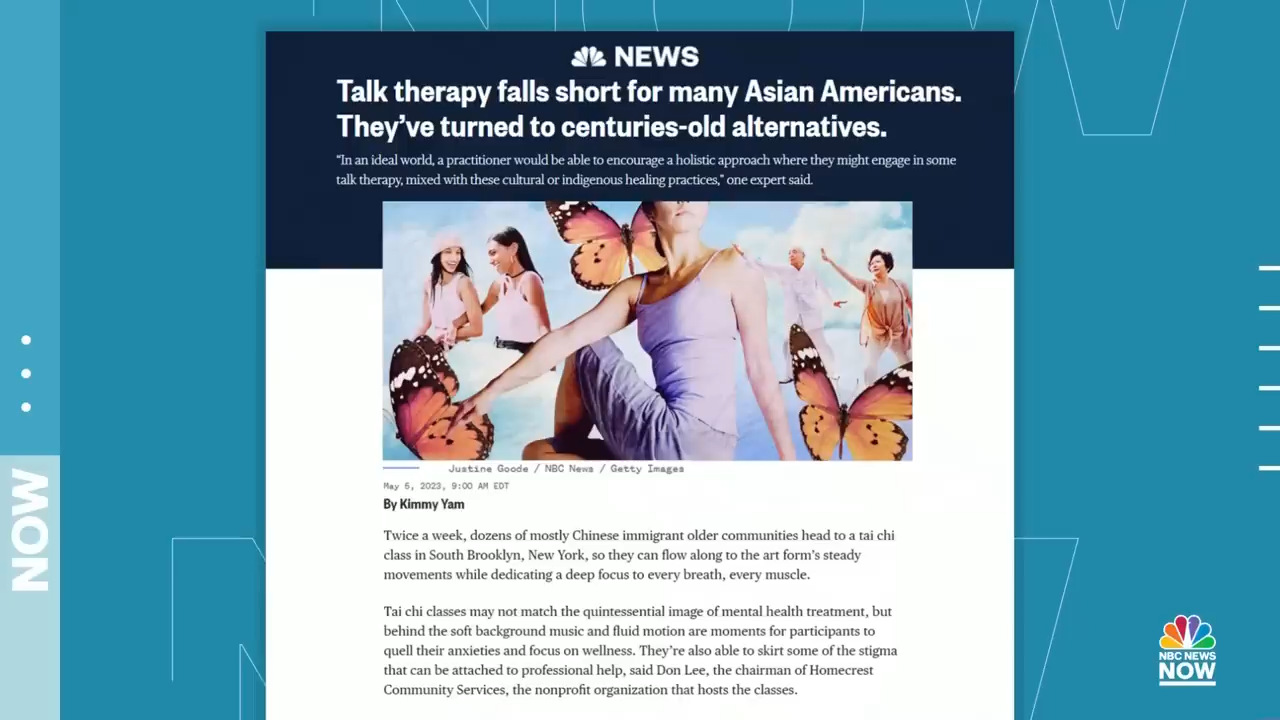 NEWS
Talk therapy falls short for many Asian Americans.
They’ve turned to centuries-old alternatives.
“In an ideal world, a practitioner would be able to encourage a holistic approach where they might engage in some
talk therapy, mixed with these cultural or indigenous healing practices,” one expert said.
Justine Goode / NBC News / Getty Images
May 5, 2023, 9:00 AM EDT
By Kimmy Yam
Twice a week, dozens of mostly Chinese immigrant older communities head to a tai chi
class in South Brooklyn, New York, so they can flow along to the art form’s steady
movements while dedicating a deep focus to every breath, every muscle.
Tai chi classes may not match the quintessential image of mental health treatment, but
behind the soft background music and fluid motion are moments for participants to
quell their anxieties and focus on wellness. They’re also able to skirt some of the stigma
that can be attached to professional help, said Don Lee, the chairman of Homecrest
Community Services, the nonprofit organization that hosts the classes.
NOW
NBC NEWS
NOW